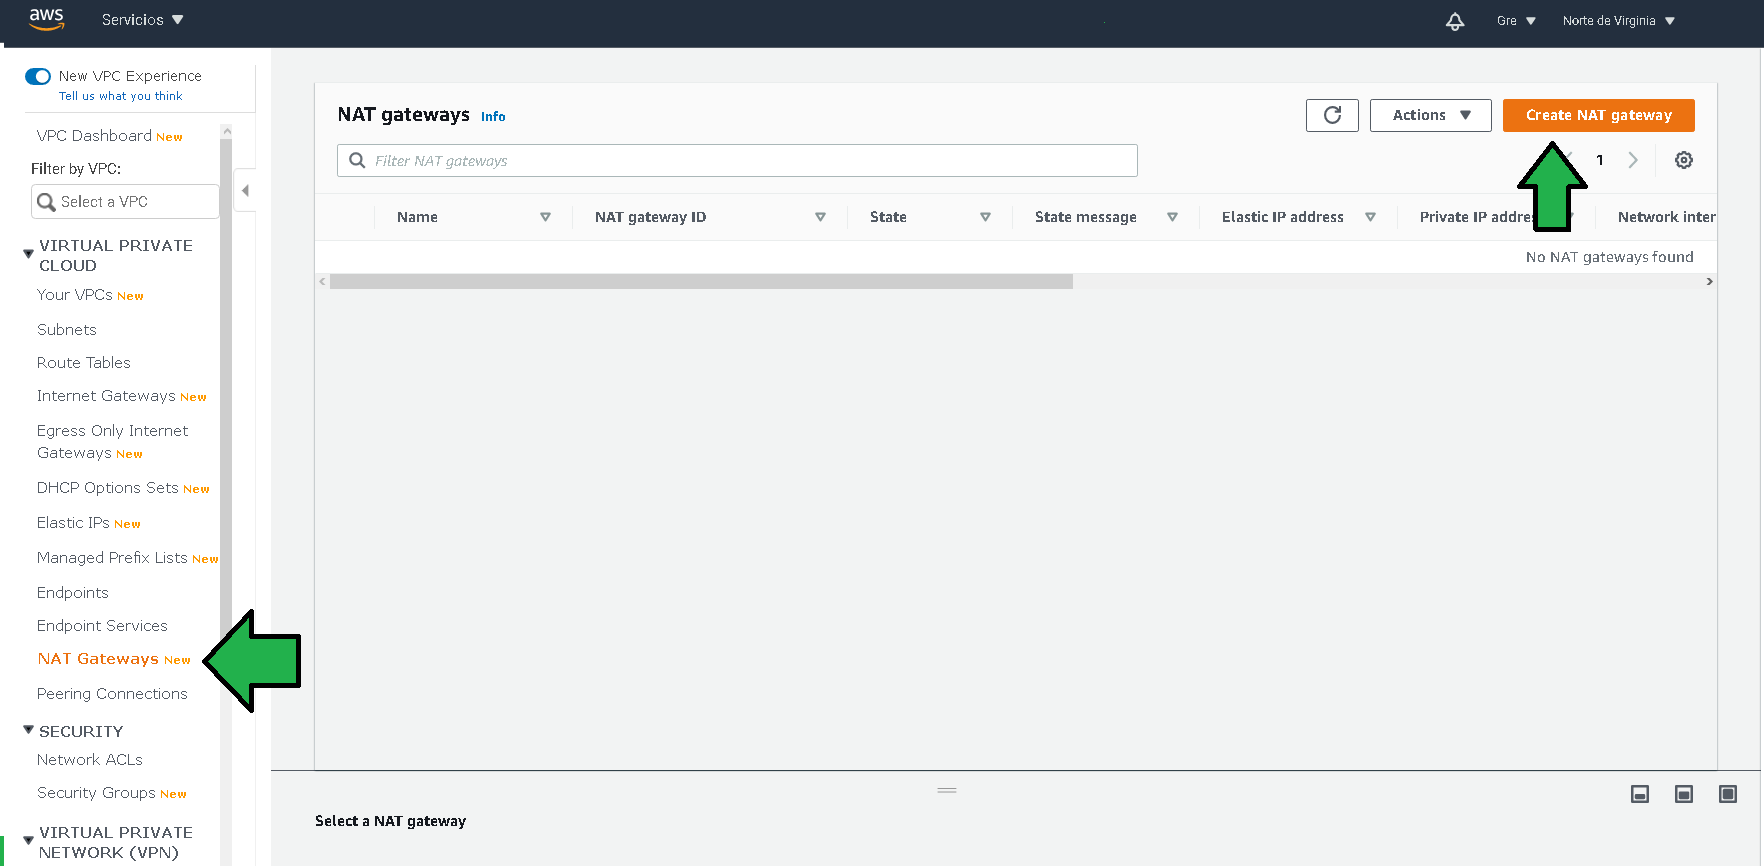 aws Servicios Gre Norte de Virginia
New VPC Experience
Tell us what you think
VPC Dashboard New
Filter by VPC:
Select a VPC
VIRTUAL PRIVATE
CLOUD
Your VPCs New
Subnets
Route Tables
Internet Gateways New
Egress Only Internet
Gateways New
DHCP Options Sets New
Elastic IPs New
Managed Prefix Lists New
Endpoints
Endpoint Services
NAT Gateways New
Peering Connections
SECURITY
Network ACLs
Security Groups New
VIRTUAL PRIVATE
NETWORK (VPN)
NAT gateways Info
Actions
Create NAT gateway
Filter NAT gateways
1
Name NAT gateway ID State State message Elastic IP address Private IP addre Network inter
No NAT gateways found
Select a NAT gateway